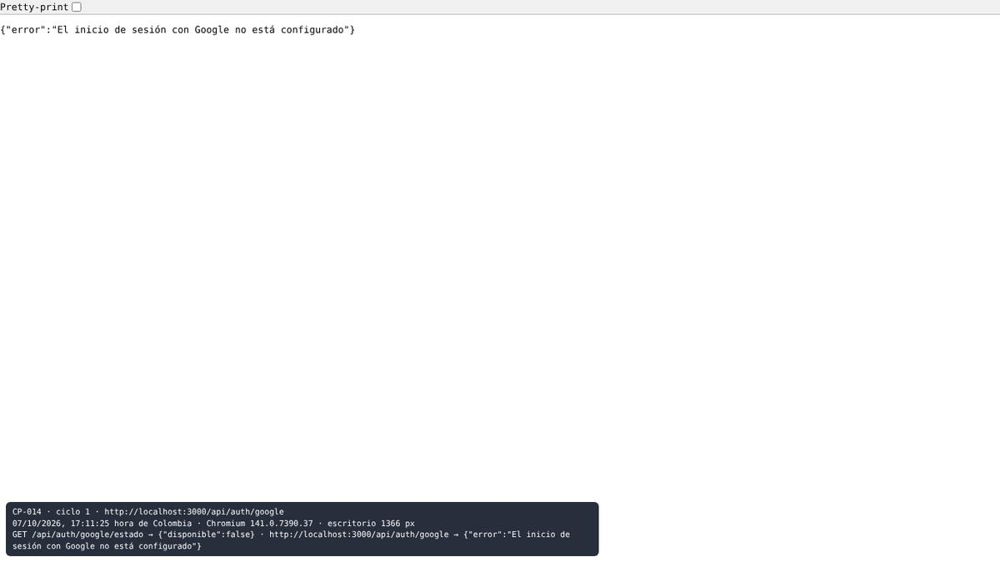 Pretty-print
{"error":"El inicio de sesión con Google no está configurado"}
CP-014 · ciclo 1 · http://localhost:3000/api/auth/google
07/10/2026, 17:11:25 hora de Colombia · Chromium 141.0.7390.37 · escritorio 1366 px
GET /api/auth/google/estado → {"disponible":false} · http://localhost:3000/api/auth/google → {"error":"El inicio de
sesión con Google no está configurado"}